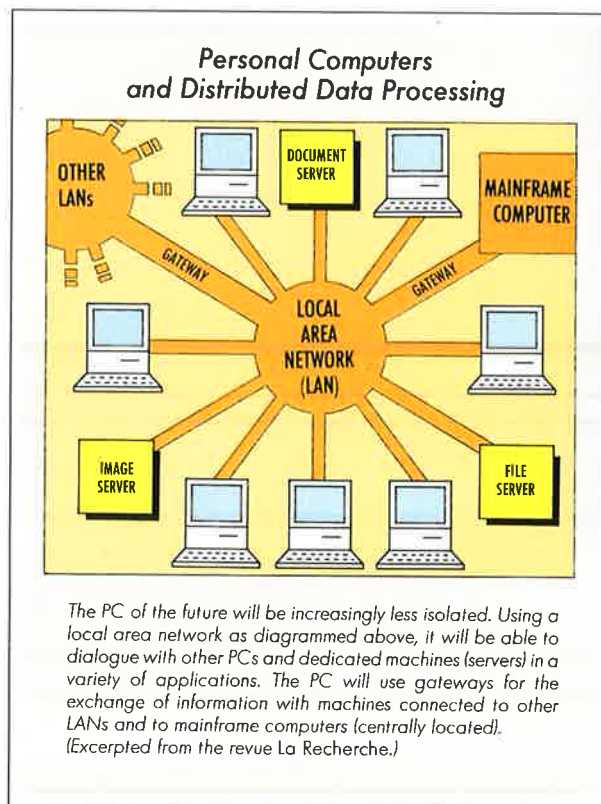 Personal Computers
and Distributed Data Processing
OTHER
LANs
DOCUMENT
SERVER
MAINFRAME
COMPUTER
GATEWAY
GATEWAY
LOCAL
AREA
NETWORK
(LAN)
IMAGE
SERVER
FILE
SERVER
The PC of the future will be increasingly less isolated. Using a
local area network as diagrammed above, it will be able to
dialogue with other PCs and dedicated machines (servers) in a
variety of applications. The PC will use gateways for the
exchange of information with machines connected to other
LANs and to mainframe computers (centrally located).
(Excerpted from the revue La Recherche.)